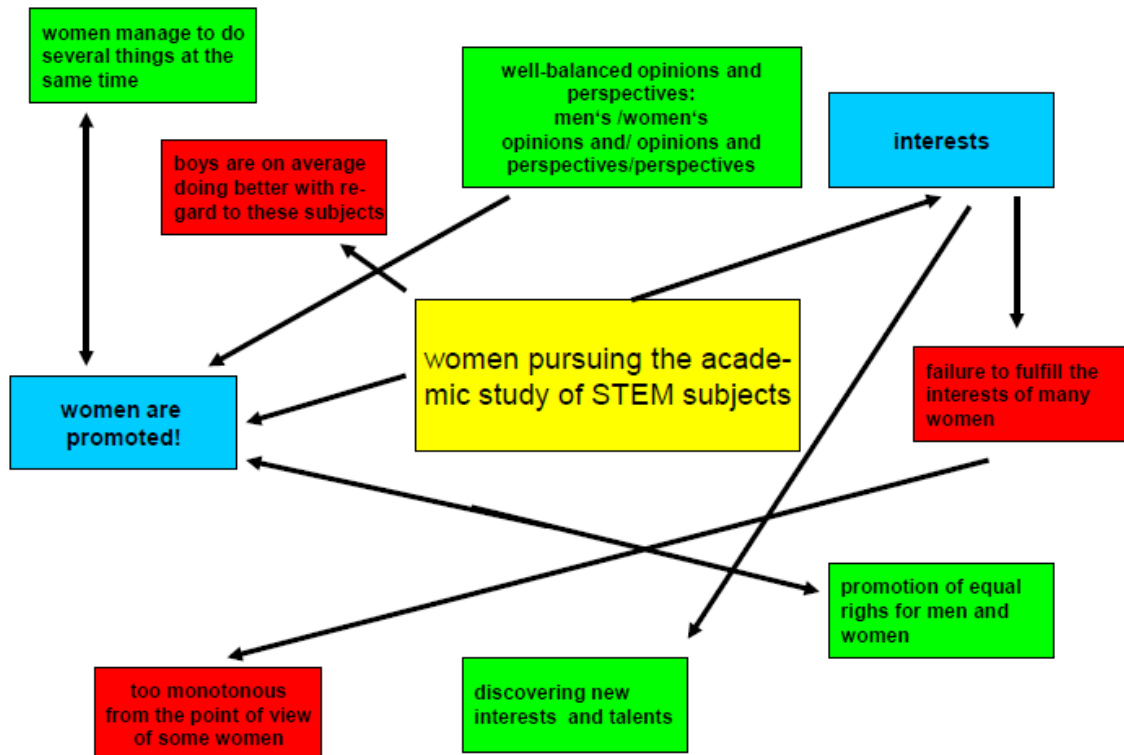 women manage to do
several things at the
same time
well-balanced opinions and
perspectives:
men‘s /women‘s
opinions and/ opinions and
perspectives/perspectives
interests
boys are on average
doing better with re-
gard to these subjects
women pursuing the acade-
mic study of STEM subjects
failure to fulfill the
interests of many
women
women are
promoted!
promotion of equal
righs for men and
women
too monotonous
from the point of view
of some women
discovering new
interests and talents